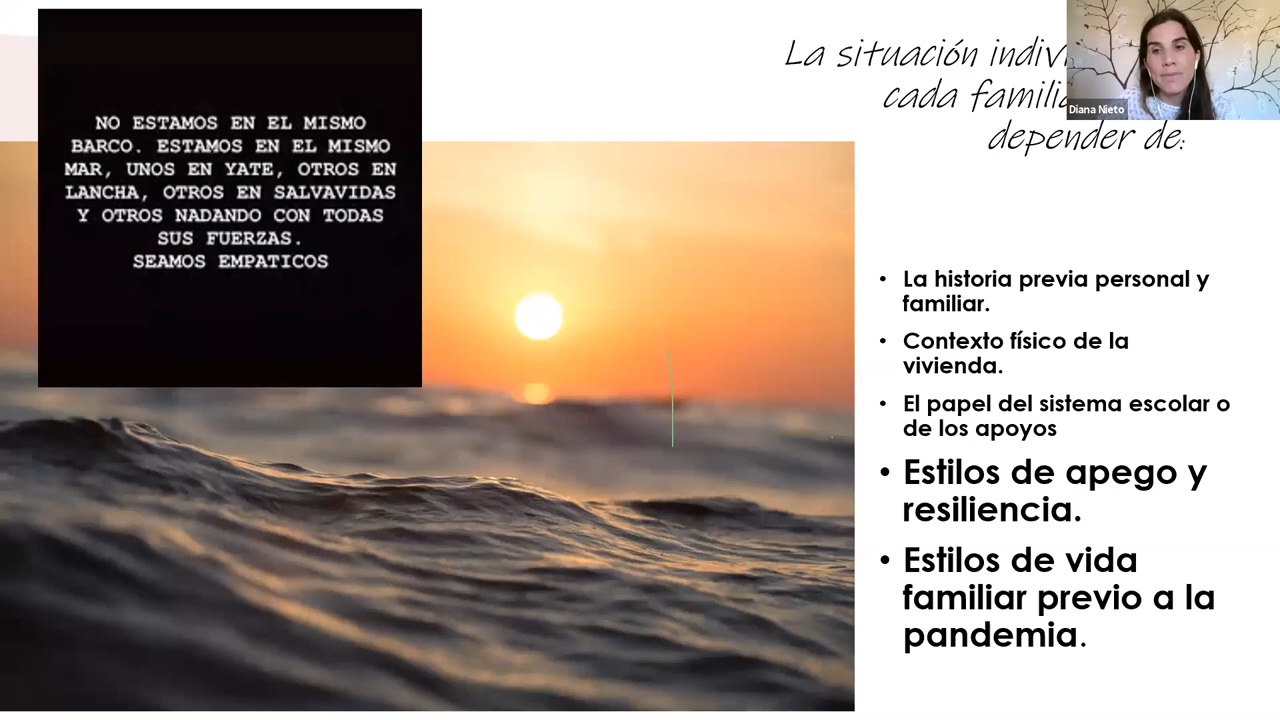 NO ESTAMOS EN EL MISMO
BARCO. ESTAMOS EN EL MISMO
MAR, UNOS EN YATE, OTROS EN
LANCHA, OTROS EN SALVAVIDAS
Y OTROS NADANDO CON TODAS
SUS FUERZAS.
SEAMOS EMPATICOS
La situación
cada
depender de:
Diana Nieto
• La historia previa personal y
familiar.
• Contexto físico de la
vivienda.
• El papel del sistema escolar o
de los apoyos
• Estilos de apego y
resiliencia.
• Estilos de vida
familiar previo a la
pandemia.